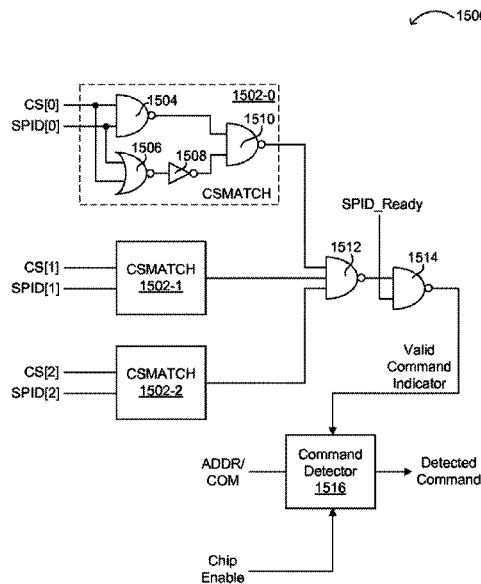 1500
CS[0]
SPID[0]
1504
1502-0
1510
1506
1508
CSMATCH
SPID_Ready
1512
1514
CS[1]
SPID[1]
CSMATCH
1502-1
CS[2]
SPID[2]
CSMATCH
1502-2
Valid
Command
Indicator
ADDR/
COM
Command
Detector
1516
Detected
Command
Chip
Enable